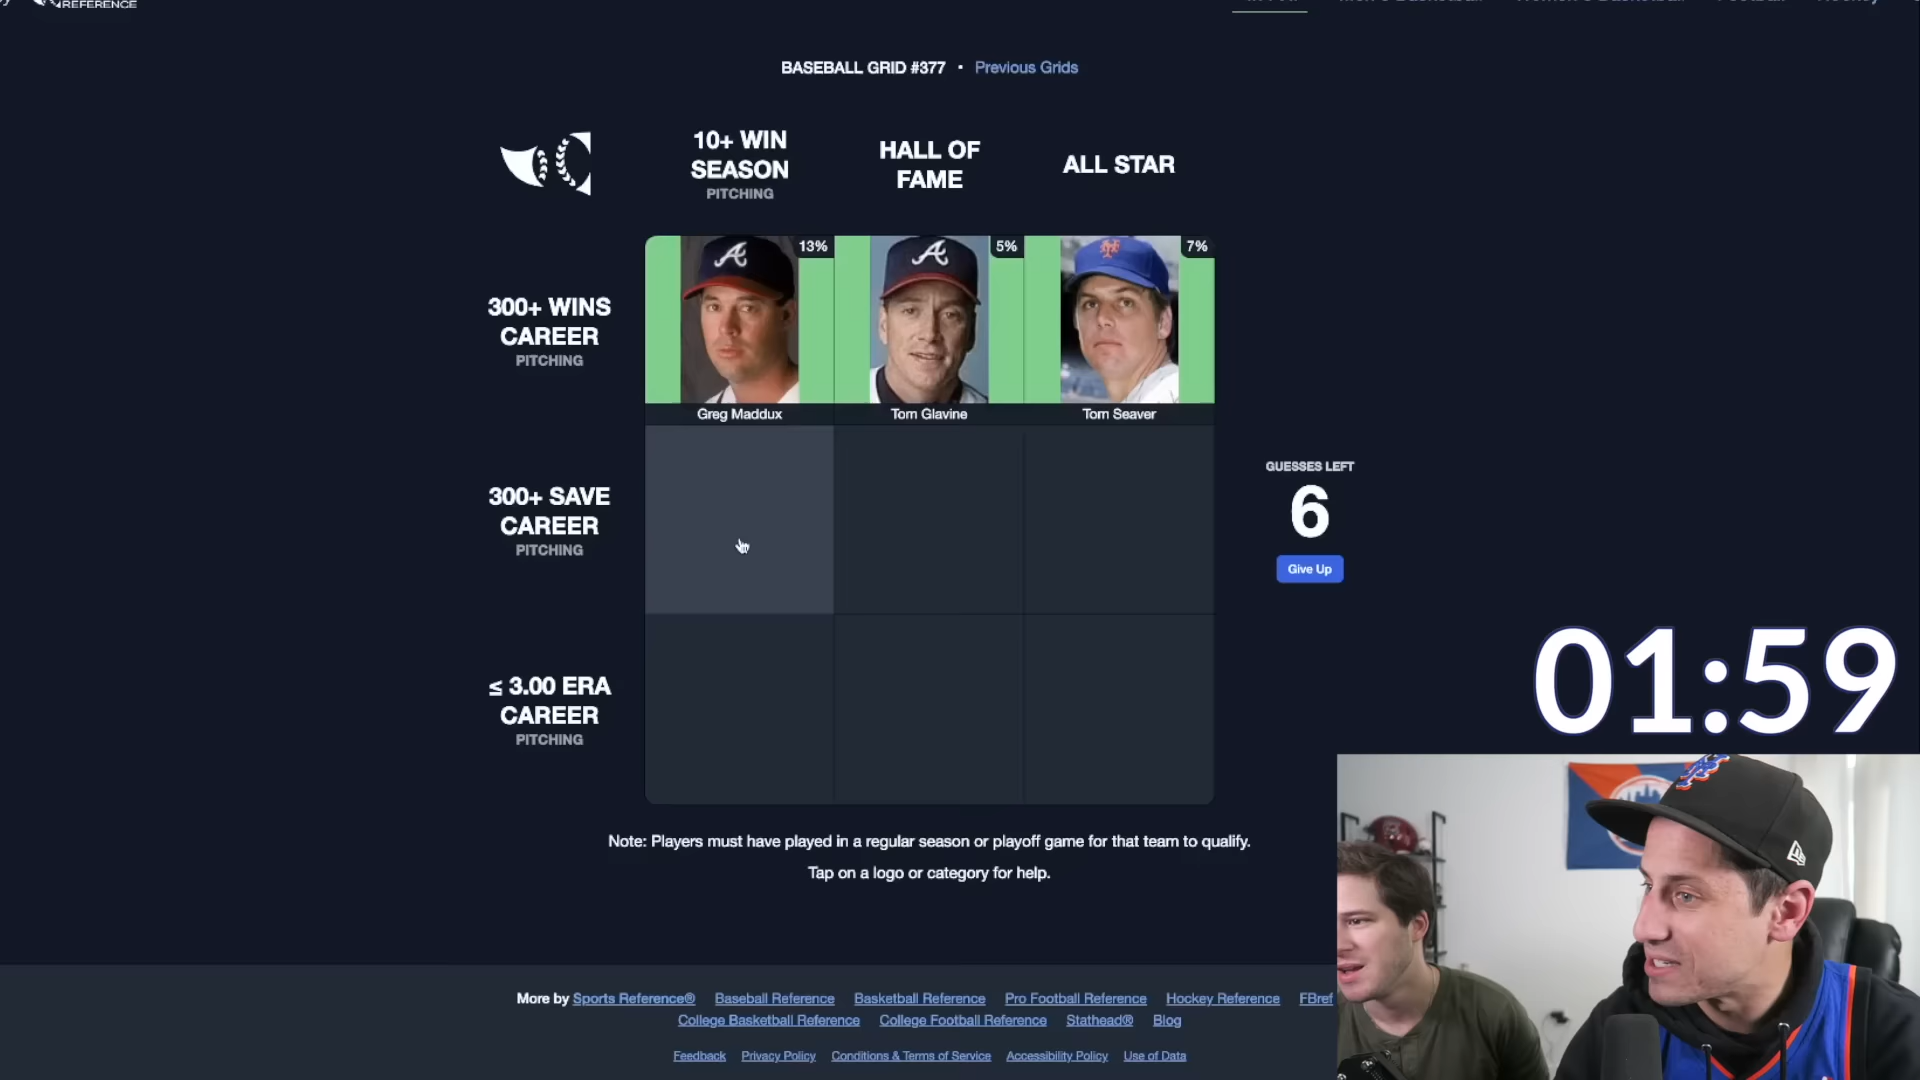 REFERENCE
BASEBALL GRID #377 • Previous Grids
10+ WIN
SEASON
PITCHING
HALL OF
FAME
ALL STAR
300+ WINS
CAREER
PITCHING
13%
5%
7%
Greg Maddux
Tom Glavine
Tom Seaver
300+ SAVE
CAREER
PITCHING
GUESSES LEFT
6
Give Up
≤ 3.00 ERA
CAREER
PITCHING
01:59
Note: Players must have played in a regular season or playoff game for that team to qualify.
Tap on a logo or category for help.
More by Sports Reference® Baseball Reference Basketball Reference Pro Football Reference Hockey Reference FBref
College Basketball Reference College Football Reference Stathead® Blog
Feedback Privacy Policy Conditions & Terms of Service Accessibility Policy Use of Data